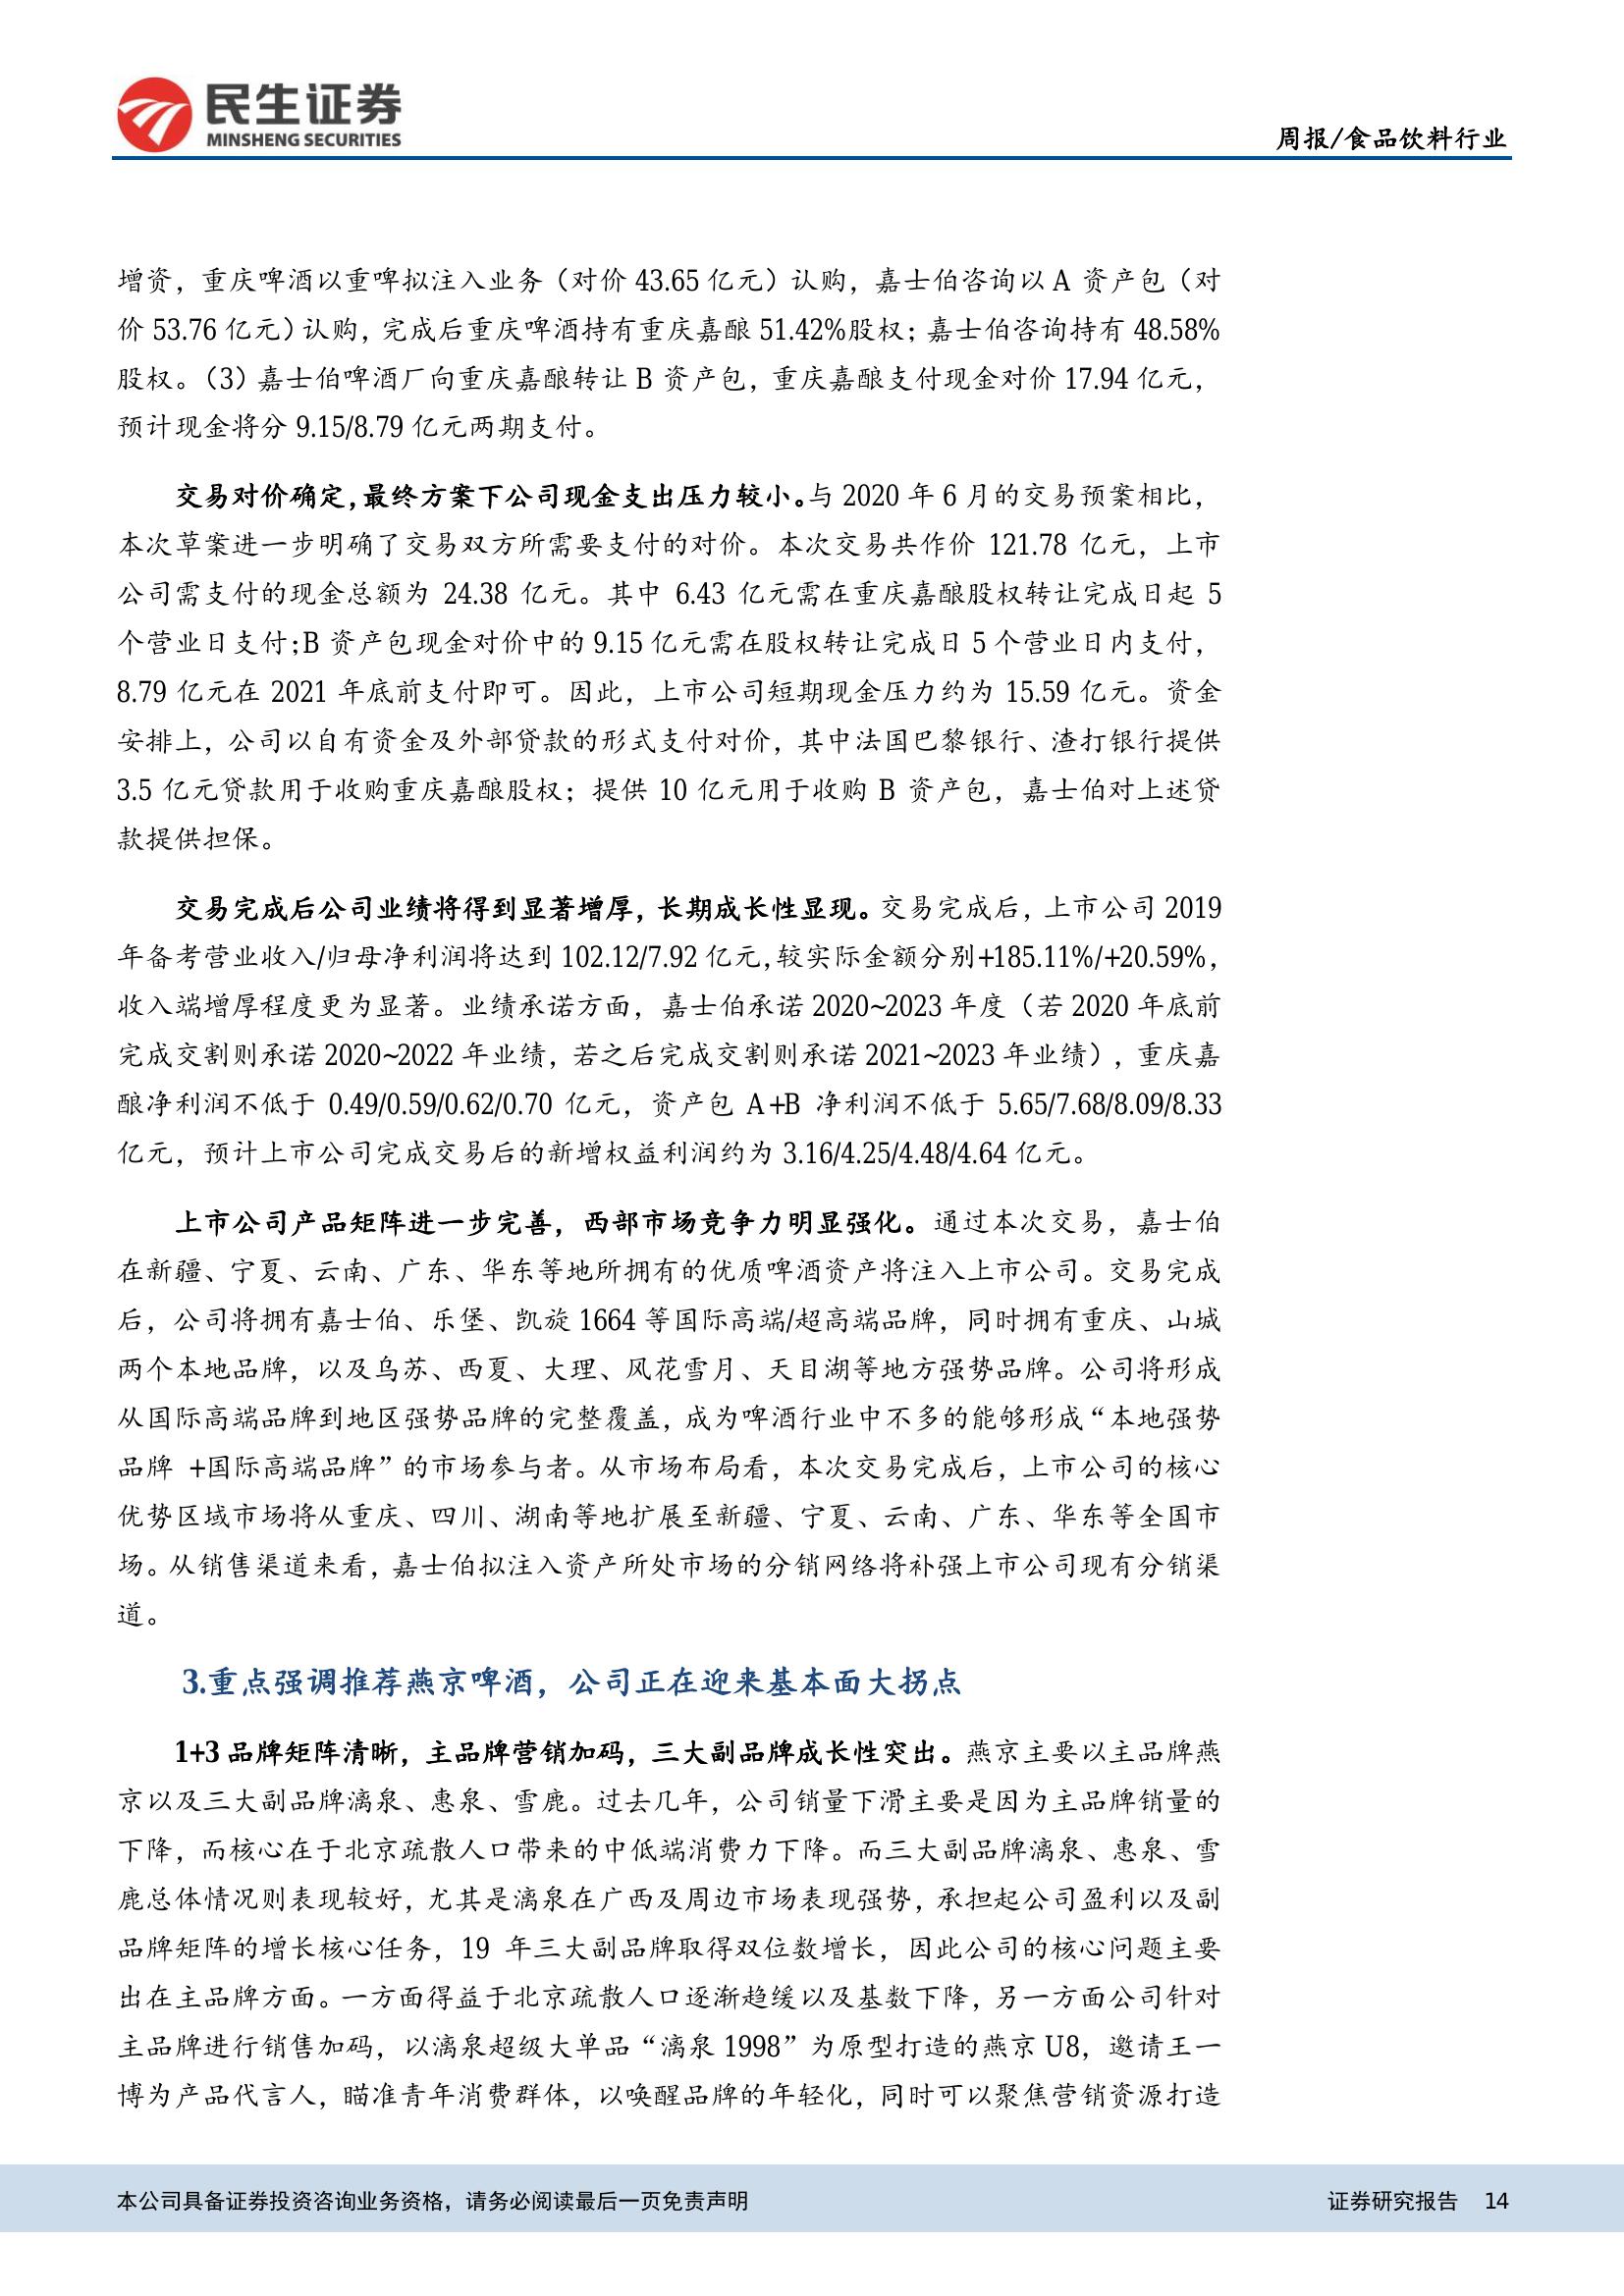 民生证券
MINSHENG SECURITIES
周报/食品饮料行业
增资，重庆啤酒以重啤拟注入业务（对价 43.65 亿元）认购，嘉士伯咨询以 A 资产包（对
价 53.76 亿元）认购，完成后重庆啤酒持有重庆嘉酿 51.42%股权；嘉士伯咨询持有 48.58%
股权。（3）嘉士伯啤酒厂向重庆嘉酿转让 B 资产包，重庆嘉酿支付现金对价 17.94 亿元，
预计现金将分 9.15/8.79 亿元两期支付。
交易对价确定，最终方案下公司现金支出压力较小。与 2020 年 6 月的交易预案相比，
本次草案进一步明确了交易双方所需要支付的对价。本次交易共作价 121.78 亿元，上市
公司需支付的现金总额为 24.38 亿元。其中 6.43 亿元需在重庆嘉酿股权转让完成日起 5
个营业日支付；B 资产包现金对价中的 9.15 亿元需在股权转让完成日 5 个营业日内支付，
8.79 亿元在 2021 年底前支付即可。因此，上市公司短期现金压力约为 15.59 亿元。资金
安排上，公司以自有资金及外部贷款的形式支付对价，其中法国巴黎银行、渣打银行提供
3.5 亿元贷款用于收购重庆嘉酿股权；提供 10 亿元用于收购 B 资产包，嘉士伯对上述贷
款提供担保。
交易完成后公司业绩将得到显著增厚，长期成长性显现。交易完成后，上市公司 2019
年备考营业收入/归母净利润将达到 102.12/7.92 亿元，较实际金额分别+185.11%/+20.59%，
收入端增厚程度更为显著。业绩承诺方面，嘉士伯承诺 2020~2023 年度（若 2020 年底前
完成交割则承诺 2020~2022 年业绩，若之后完成交割则承诺 2021~2023 年业绩），重庆嘉
酿净利润不低于 0.49/0.59/0.62/0.70 亿元，资产包 A+B 净利润不低于 5.65/7.68/8.09/8.33
亿元，预计上市公司完成交易后的新增权益利润约为 3.16/4.25/4.48/4.64 亿元。
上市公司产品矩阵进一步完善，西部市场竞争力明显强化。通过本次交易，嘉士伯
在新疆、宁夏、云南、广东、华东等地所拥有的优质啤酒资产将注入上市公司。交易完成
后，公司将拥有嘉士伯、乐堡、凯旋 1664 等国际高端/超高端品牌，同时拥有重庆、山城
两个本地品牌，以及乌苏、西夏、大理、风花雪月、天目湖等地方强势品牌。公司将形成
从国际高端品牌到地区强势品牌的完整覆盖，成为啤酒行业中不多的能够形成“本地强势
品牌 +国际高端品牌”的市场参与者。从市场布局看，本次交易完成后，上市公司的核心
优势区域市场将从重庆、四川、湖南等地扩展至新疆、宁夏、云南、广东、华东等全国市
场。从销售渠道来看，嘉士伯拟注入资产所处市场的分销网络将补强上市公司现有分销渠
道。
3.重点强调推荐燕京啤酒，公司正在迎来基本面大拐点
1+3 品牌矩阵清晰，主品牌营销加码，三大副品牌成长性突出。燕京主要以主品牌燕
京以及三大副品牌漓泉、惠泉、雪鹿。过去几年，公司销量下滑主要是因为主品牌销量的
下降，而核心在于北京疏散人口带来的中低端消费力下降。而三大副品牌漓泉、惠泉、雪
鹿总体情况则表现较好，尤其是漓泉在广西及周边市场表现强势，承担起公司盈利以及副
品牌矩阵的增长核心任务，19 年三大副品牌取得双位数增长，因此公司的核心问题主要
出在主品牌方面。一方面得益于北京疏散人口逐渐趋缓以及基数下降，另一方面公司针对
主品牌进行销售加码，以漓泉超级大单品“漓泉 1998”为原型打造的燕京 U8，邀请王一
博为产品代言人，瞄准青年消费群体，以唤醒品牌的年轻化，同时可以聚焦营销资源打造
本公司具备证券投资咨询业务资格，请务必阅读最后一页免责声明
证券研究报告 14